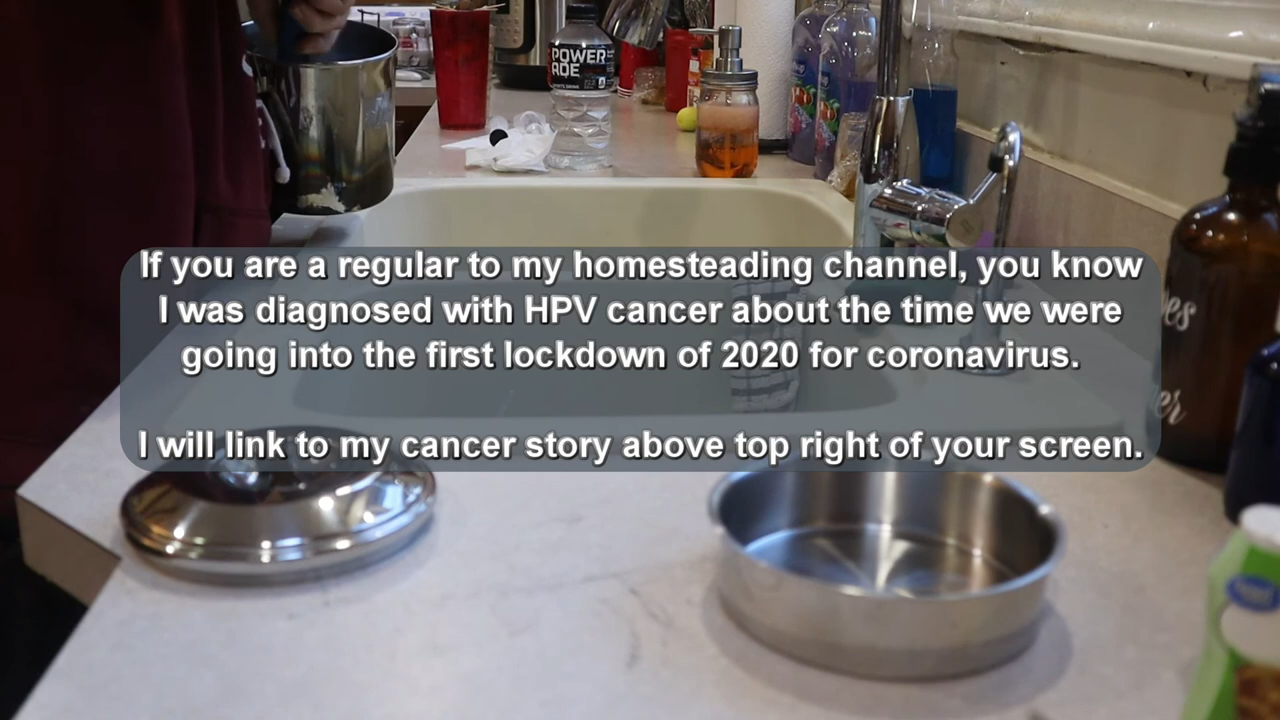 POWER
ADE
If you are a regular to my homesteading channel, you know
I was diagnosed with HPV cancer about the time we were
going into the first lockdown of 2020 for coronavirus.
I will link to my cancer story above top right of your screen.